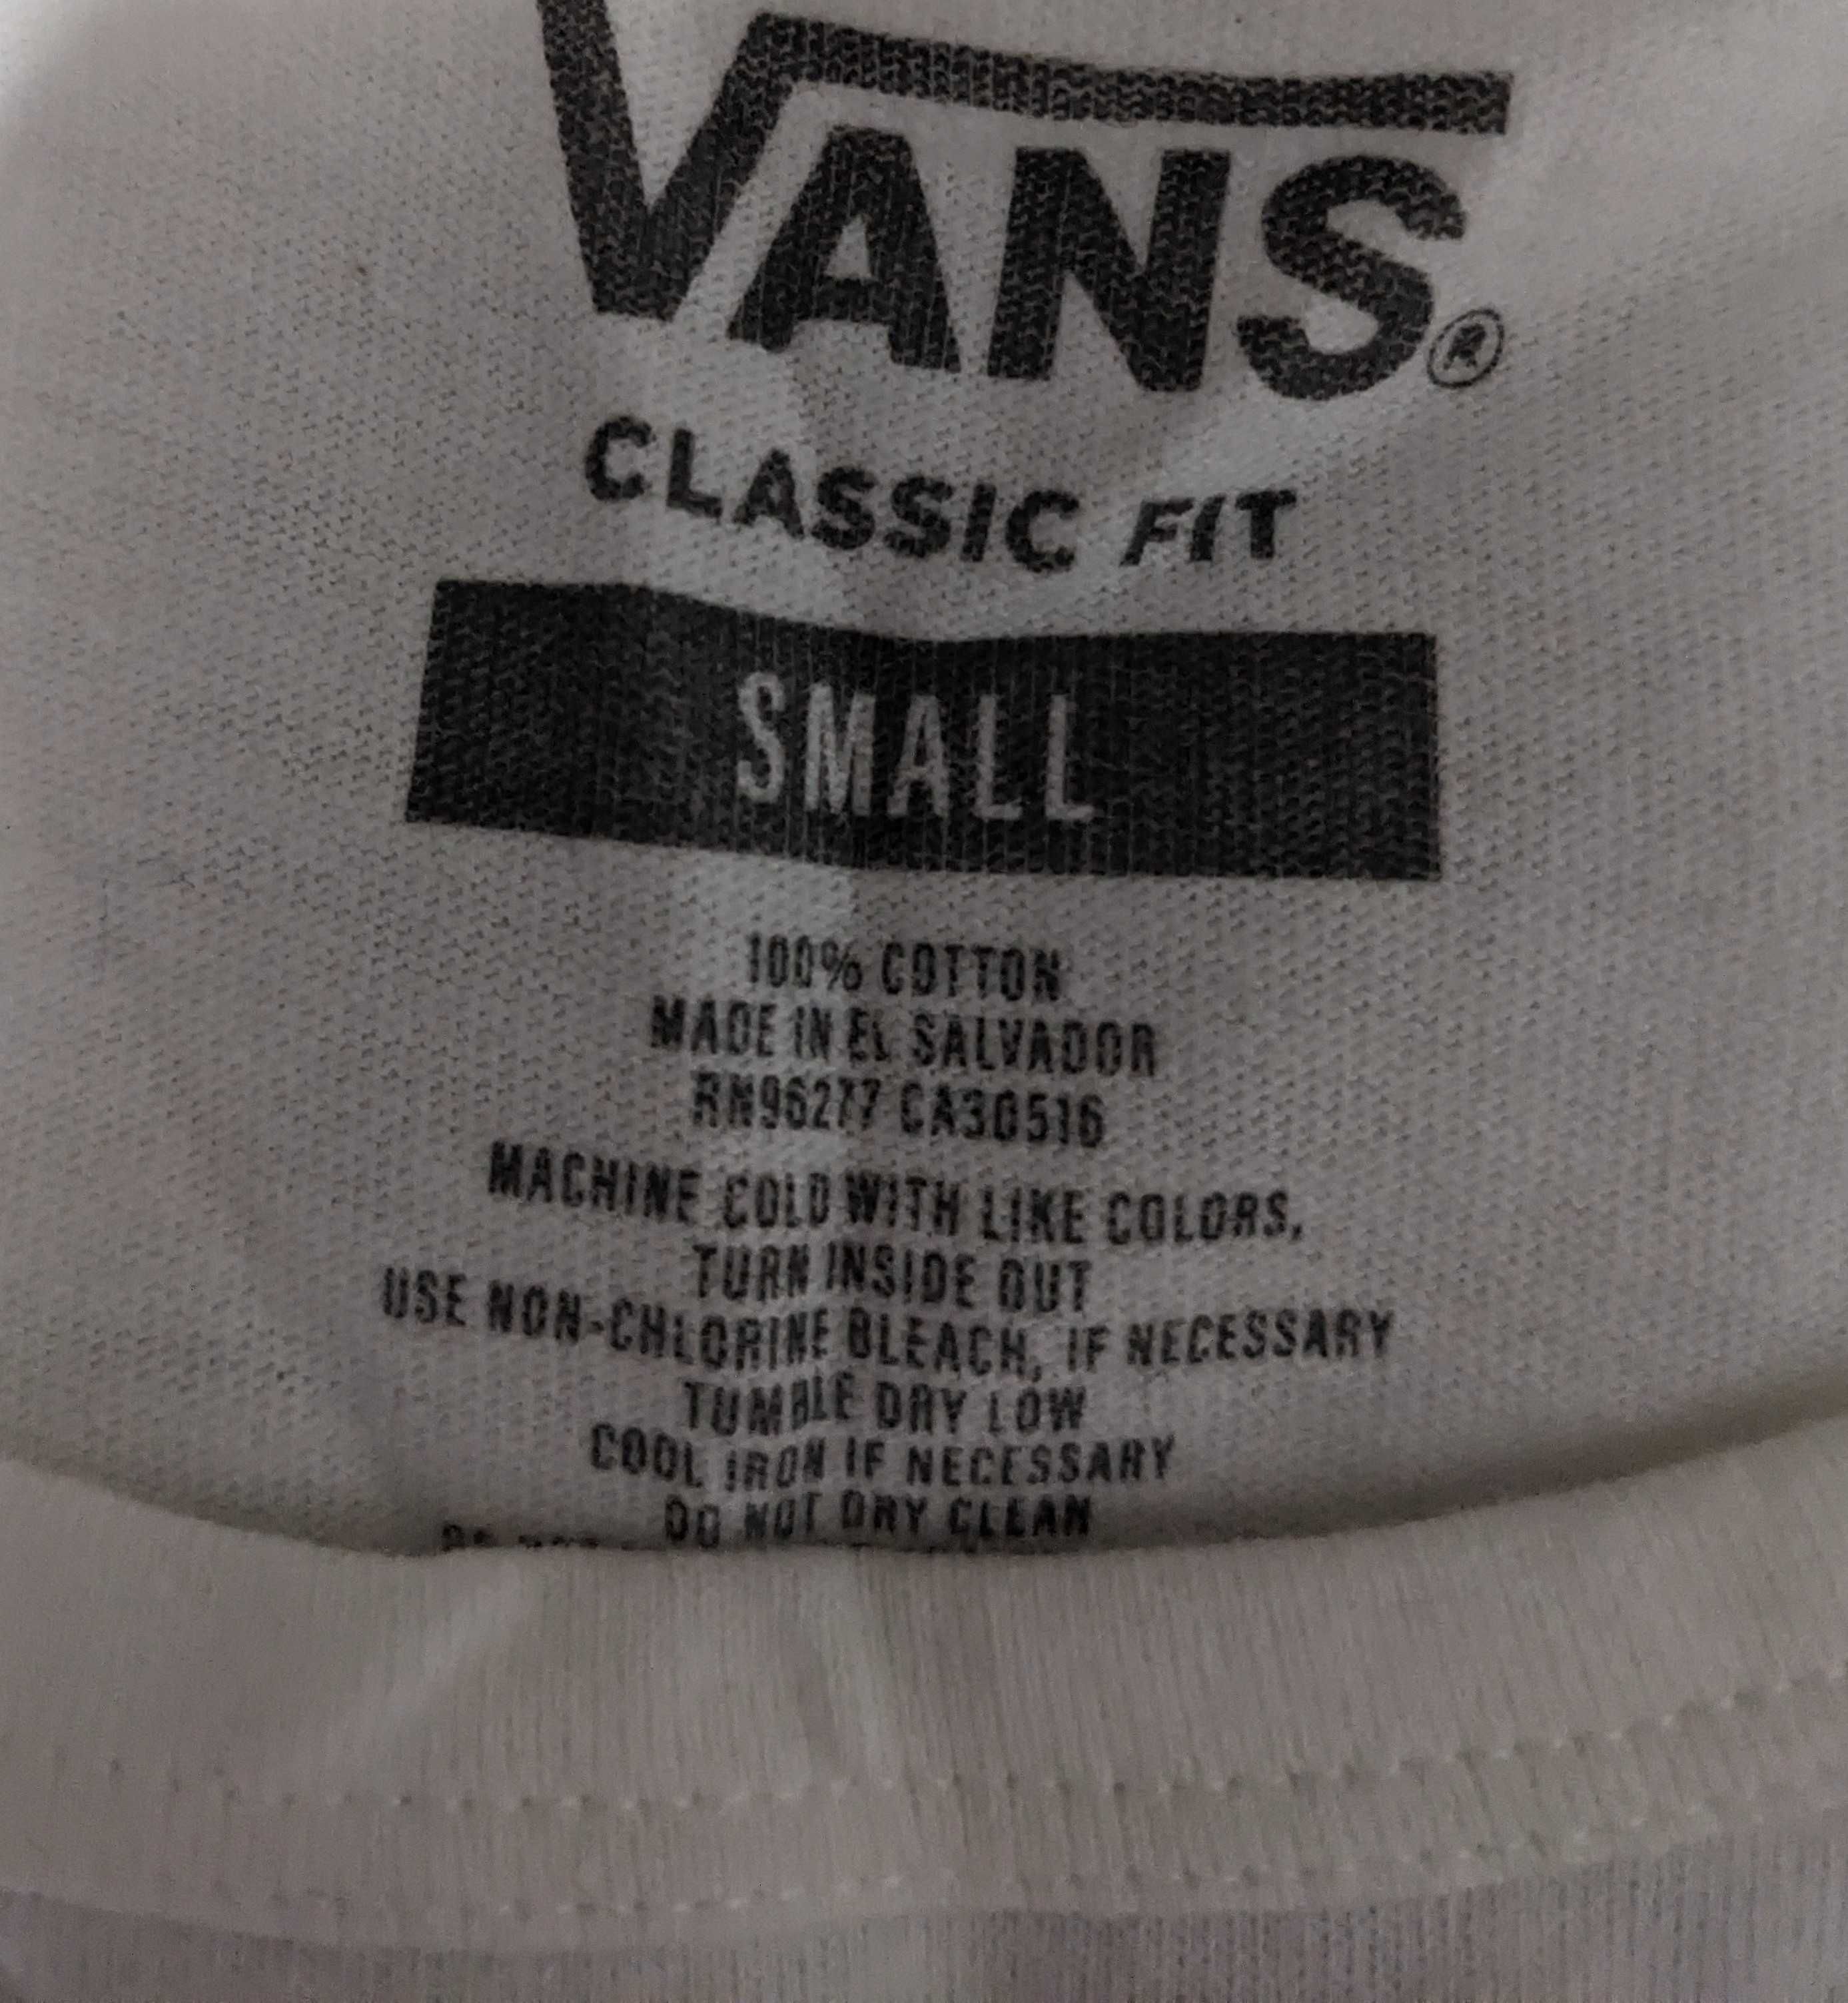 VANS®
CLASSIC FIT
SMALL
100% COTTON
MADE IN EL SALVADOR
RN96277 CA30516
MACHINE COLD WITH LIKE COLORS,
TURN INSIDE OUT
USE NON-CHLORINE BLEACH, IF NECESSARY
TUMBLE DRY LOW
COOL IRON IF NECESSARY
DO NOT DRY CLEAN